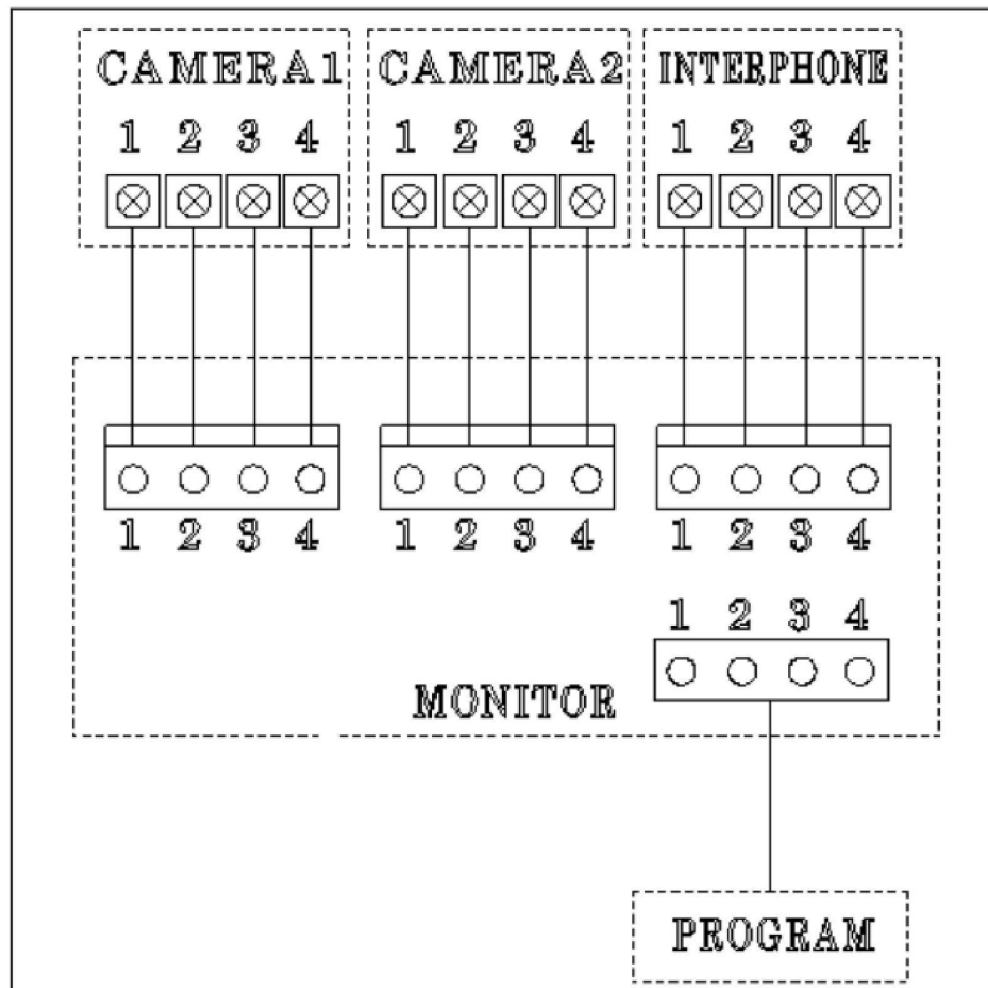 CAMERA1 CAMERA2 INTERPHONE
1 2 3 4 1 2 3 4 1 2 3 4
1 2 3 4 1 2 3 4 1 2 3 4
1 2 3 4
MONITOR
PROGRAM